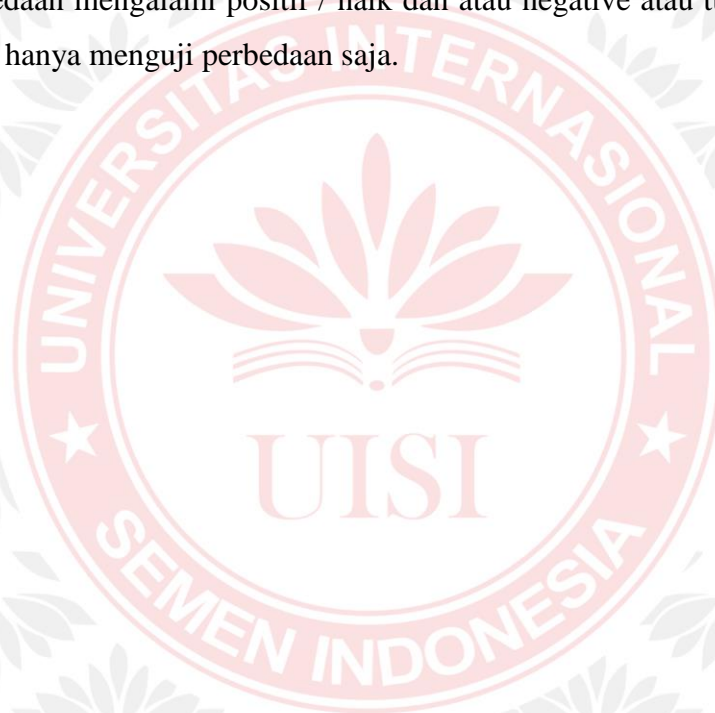 mengalami positif / naik dan atau negative atau
hanya menguji perbedaan saja.
UNIVERSITAS INTERNASIONAL
UISI
SEMEN INDONESIA